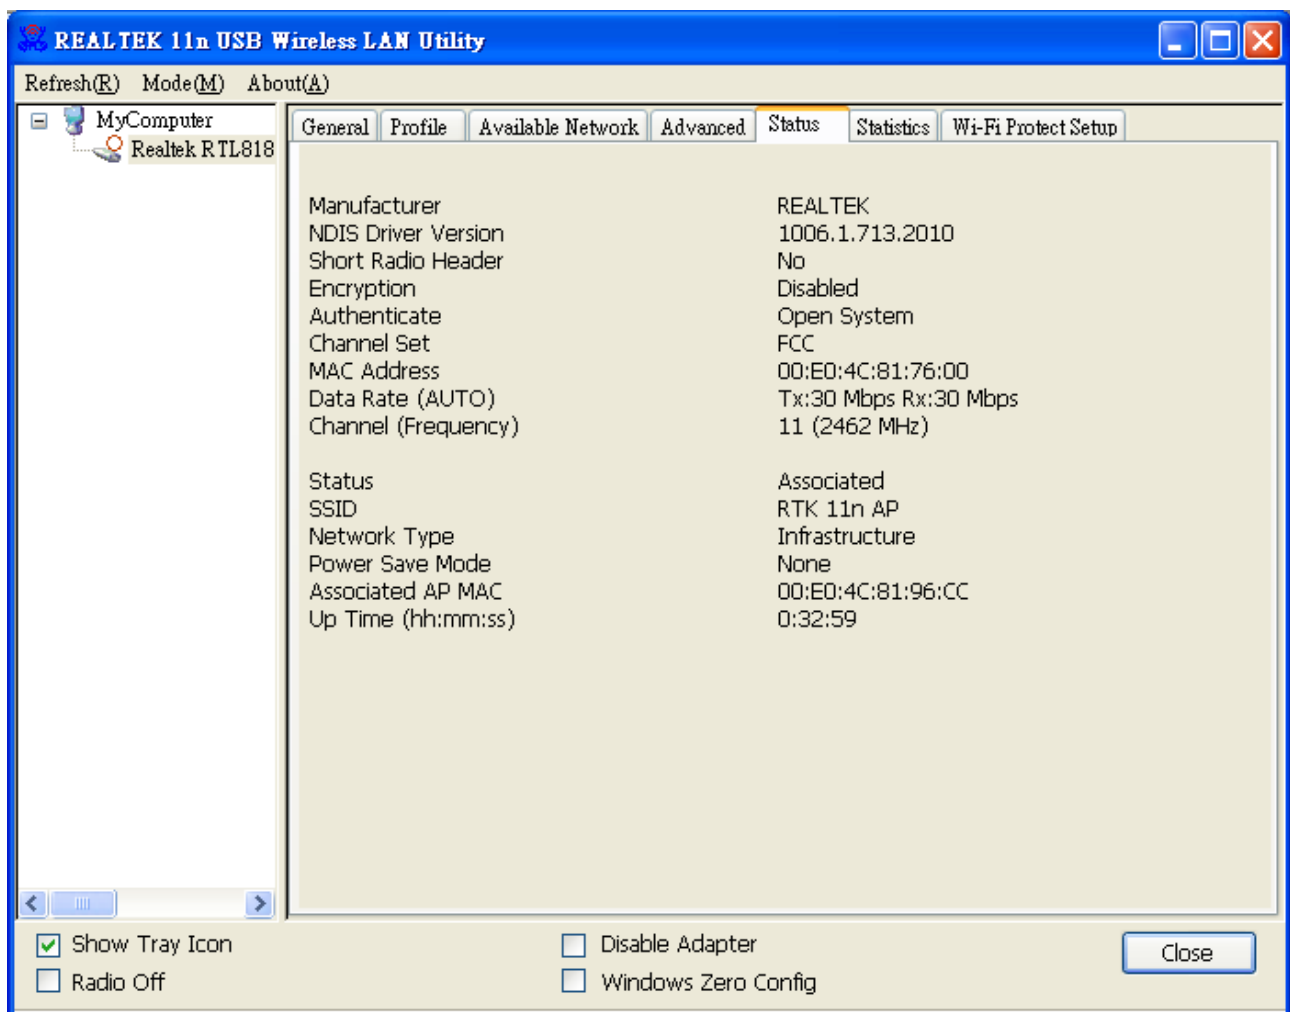 REALTEK 11n USB Wireless LAN Utility
Refresh(R) Mode(M) About(A)
MyComputer
Realtek RTL818
General Profile Available Network Advanced Status Statistics Wi-Fi Protect Setup
Manufacturer REALTEK
NDIS Driver Version 1006.1.713.2010
Short Radio Header No
Encryption Disabled
Authenticate Open System
Channel Set FCC
MAC Address 00:E0:4C:81:76:00
Data Rate (AUTO) Tx:30 Mbps Rx:30 Mbps
Channel (Frequency) 11 (2462 MHz)
Status Associated
SSID RTK 11n AP
Network Type Infrastructure
Power Save Mode None
Associated AP MAC 00:E0:4C:81:96:CC
Up Time (hh:mm:ss) 0:32:59
Show Tray Icon Disable Adapter Close
Radio Off Windows Zero Config